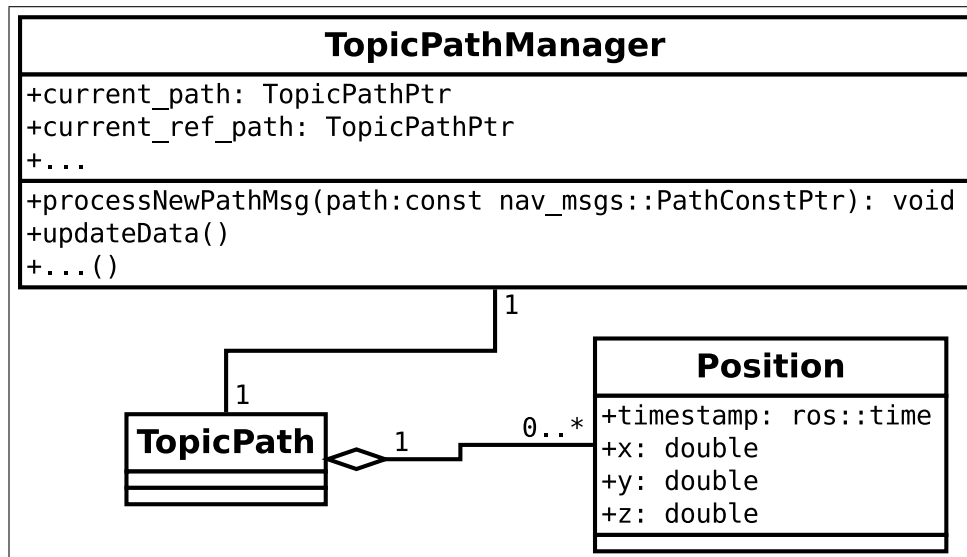 TopicPathManager
+current_path: TopicPathPtr
+current_ref_path: TopicPathPtr
+...
+processNewPathMsg(path:const nav_msgs::PathConstPtr): void
+updateData()
+...()
1
1
TopicPath
1
0..*
Position
+timestamp: ros::time
+x: double
+y: double
+z: double